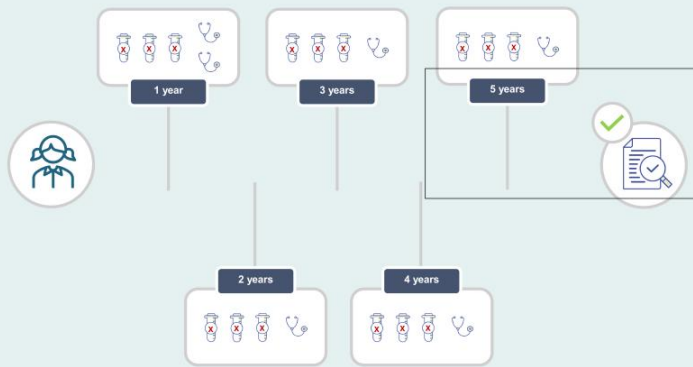 X X X
X X X
X X X
1 year
3 years
5 years
2 years
4 years
X X X
X X X